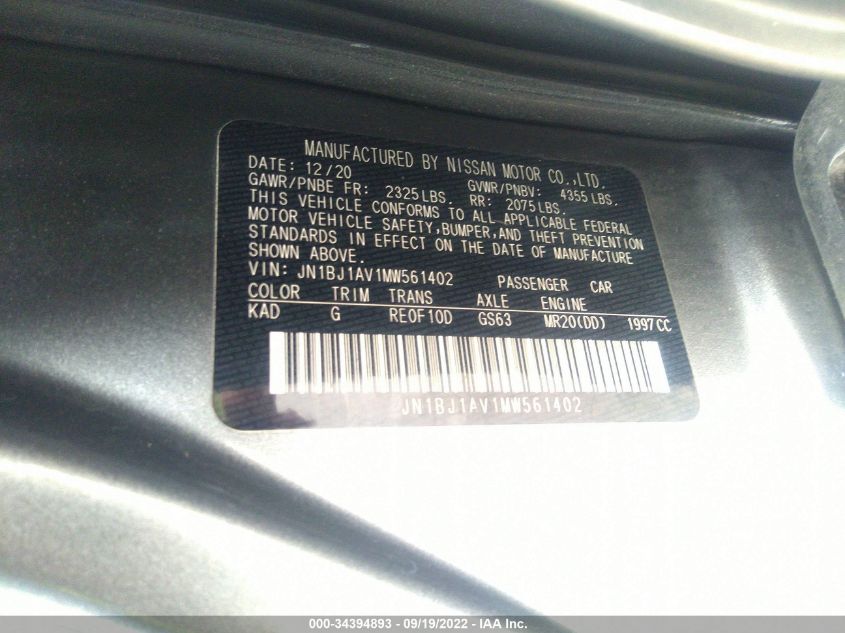 MANUFACTURED BY NISSAN MOTOR CO.,LTD.
DATE: 12/20 GVWR/PNBV: 4355LBS.
GAWR/PNBE FR: 2325LBS. RR: 2075LBS.
THIS VEHICLE CONFORMS TO ALL APPLICABLE FEDERAL
MOTOR VEHICLE SAFETY,BUMPER,AND THEFT PREVENTION
STANDARDS IN EFFECT ON THE DATE OF MANUFACTURE
SHOWN ABOVE.
VIN: JN1BJ1AV1MW561402 PASSENGER CAR
COLOR TRIM TRANS AXLE ENGINE
KAD G RE0F10D GS63 MR20(DD) 1997CC
JN1BJ1AV1MW561402
000-34394893 - 09/19/2022 - IAA Inc.